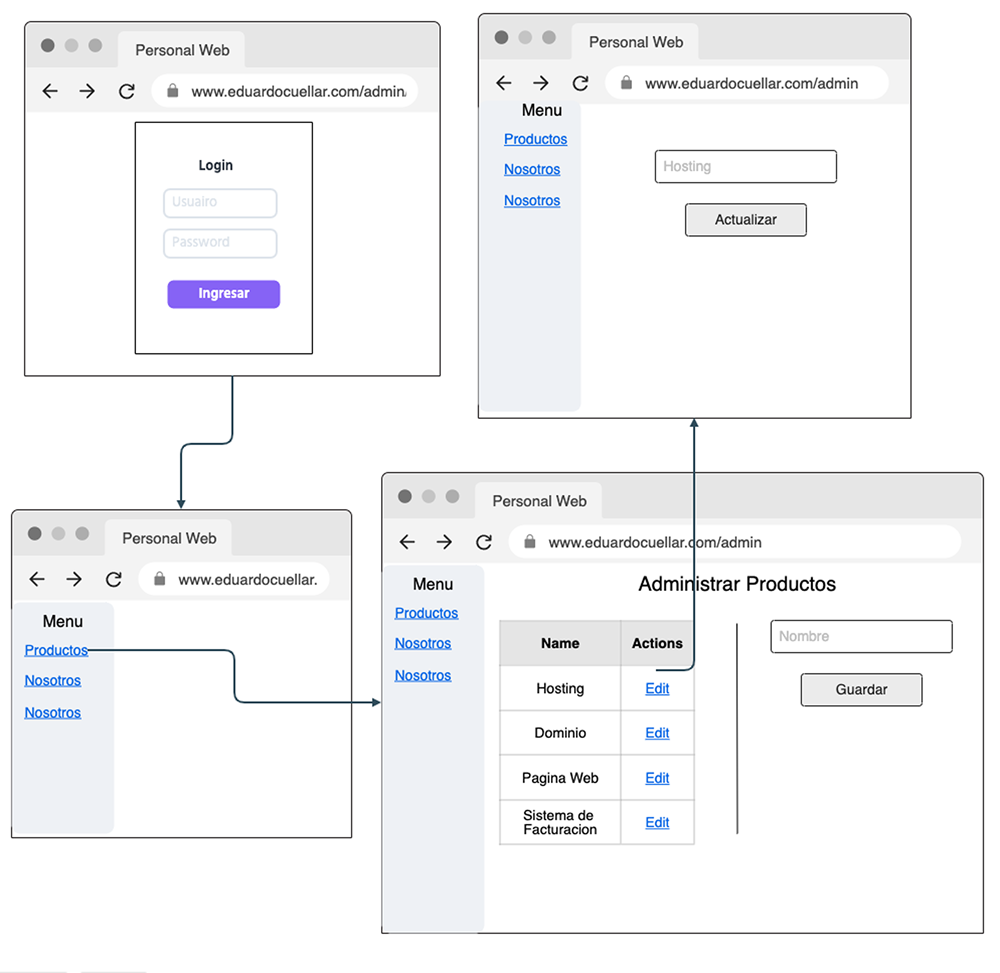 Personal Web
www.eduardocuellar.com/admin
Login
Usuairo
Password
Ingresar
Personal Web
www.eduardocuellar.com/admin
Menu
Productos
Nosotros
Nosotros
Hosting
Actualizar
Personal Web
www.eduardocuellar.
Menu
Productos
Nosotros
Nosotros
Personal Web
www.eduardocuellar.com/admin
Menu
Productos
Nosotros
Nosotros
Administrar Productos
Name Actions
Hosting Edit
Dominio Edit
Pagina Web Edit
Sistema de
Facturacion Edit
Nombre
Guardar